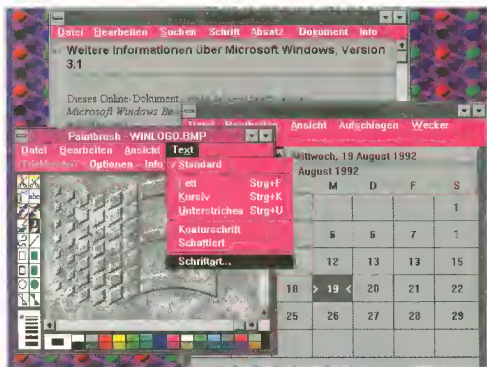 Datei Bearbeiten Suchen Schrift Absatz Dokument Info
Weitere Informationen über Microsoft Windows, Version
3.1
Dieses Online-Dokument
Microsoft Windows Be
Ansicht Aufschlagen Wecker
Mittwoch, 19 August 1992
August 1992
M D F S
1
5 6 7
12 13 13 15
18 > 19 < 20 21 22
25 26 27 28 29
Paintbrush - WINLOGO.BMP
Datei Bearbeiten Ansicht Text
Optionen Info
Standard
Fett Strg+F
Kursiv Strg+K
Unterstrichen Strg+U
Konturschrift
Schattiert
Schriftart...
abc